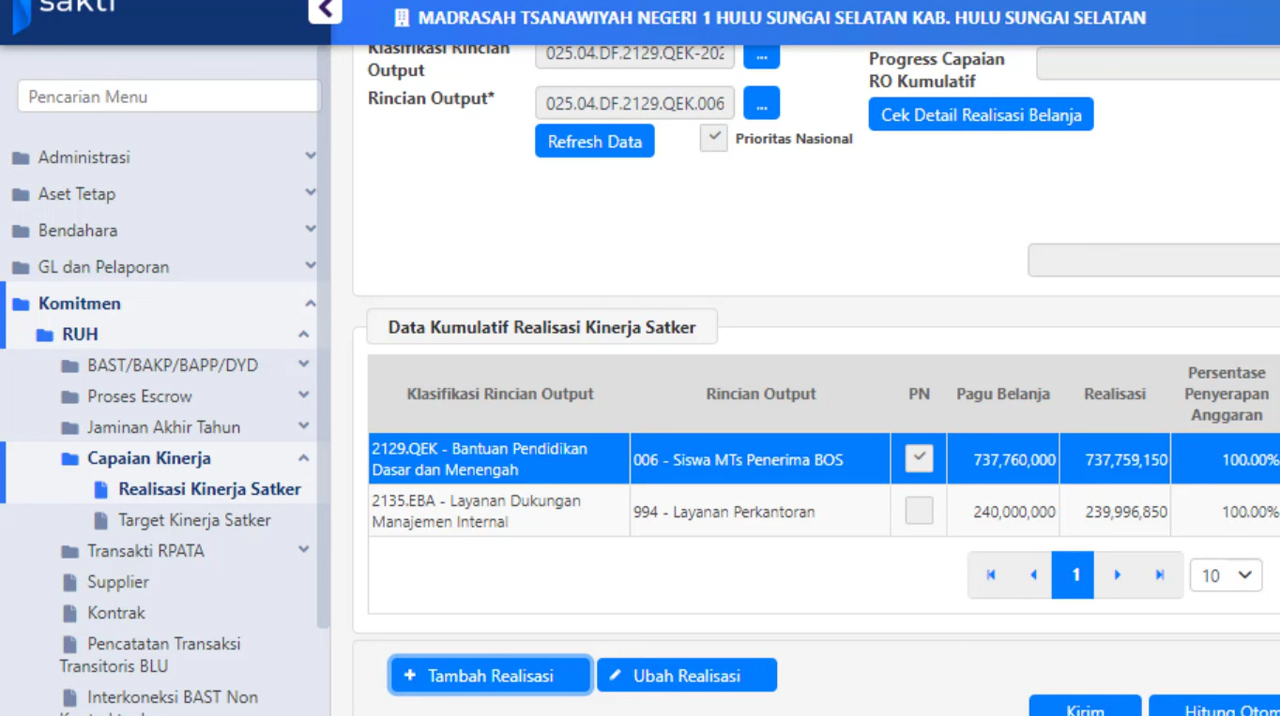 sakti
MADRASAH TSANAWIYAH NEGERI 1 HULU SUNGAI SELATAN KAB. HULU SUNGAI SELATAN
Pencarian Menu
Administrasi
Aset Tetap
Bendahara
GL dan Pelaporan
Komitmen
RUH
BAST/BAKP/BAPP/DYD
Proses Escrow
Jaminan Akhir Tahun
Capaian Kinerja
Realisasi Kinerja Satker
Target Kinerja Satker
Transakti RPATA
Supplier
Kontrak
Pencatatan Transaksi
Transitoris BLU
Interkoneksi BAST Non
Klasifikasi Rincian
Output
025.04.DF.2129.QEK-202
...
Rincian Output*
025.04.DF.2129.QEK.006
...
Refresh Data
Prioritas Nasional
Progress Capaian
RO Kumulatif
Cek Detail Realisasi Belanja
Data Kumulatif Realisasi Kinerja Satker
Klasifikasi Rincian Output
Rincian Output
PN
Pagu Belanja
Realisasi
Persentase
Penyerapan
Anggaran
2129.QEK - Bantuan Pendidikan
Dasar dan Menengah
006 - Siswa MTs Penerima BOS
737,760,000
737,759,150
100.00%
2135.EBA - Layanan Dukungan
Manajemen Internal
994 - Layanan Perkantoran
240,000,000
239,996,850
100.00%
1
10
Tambah Realisasi
Ubah Realisasi
Kirim
Hitung Otom